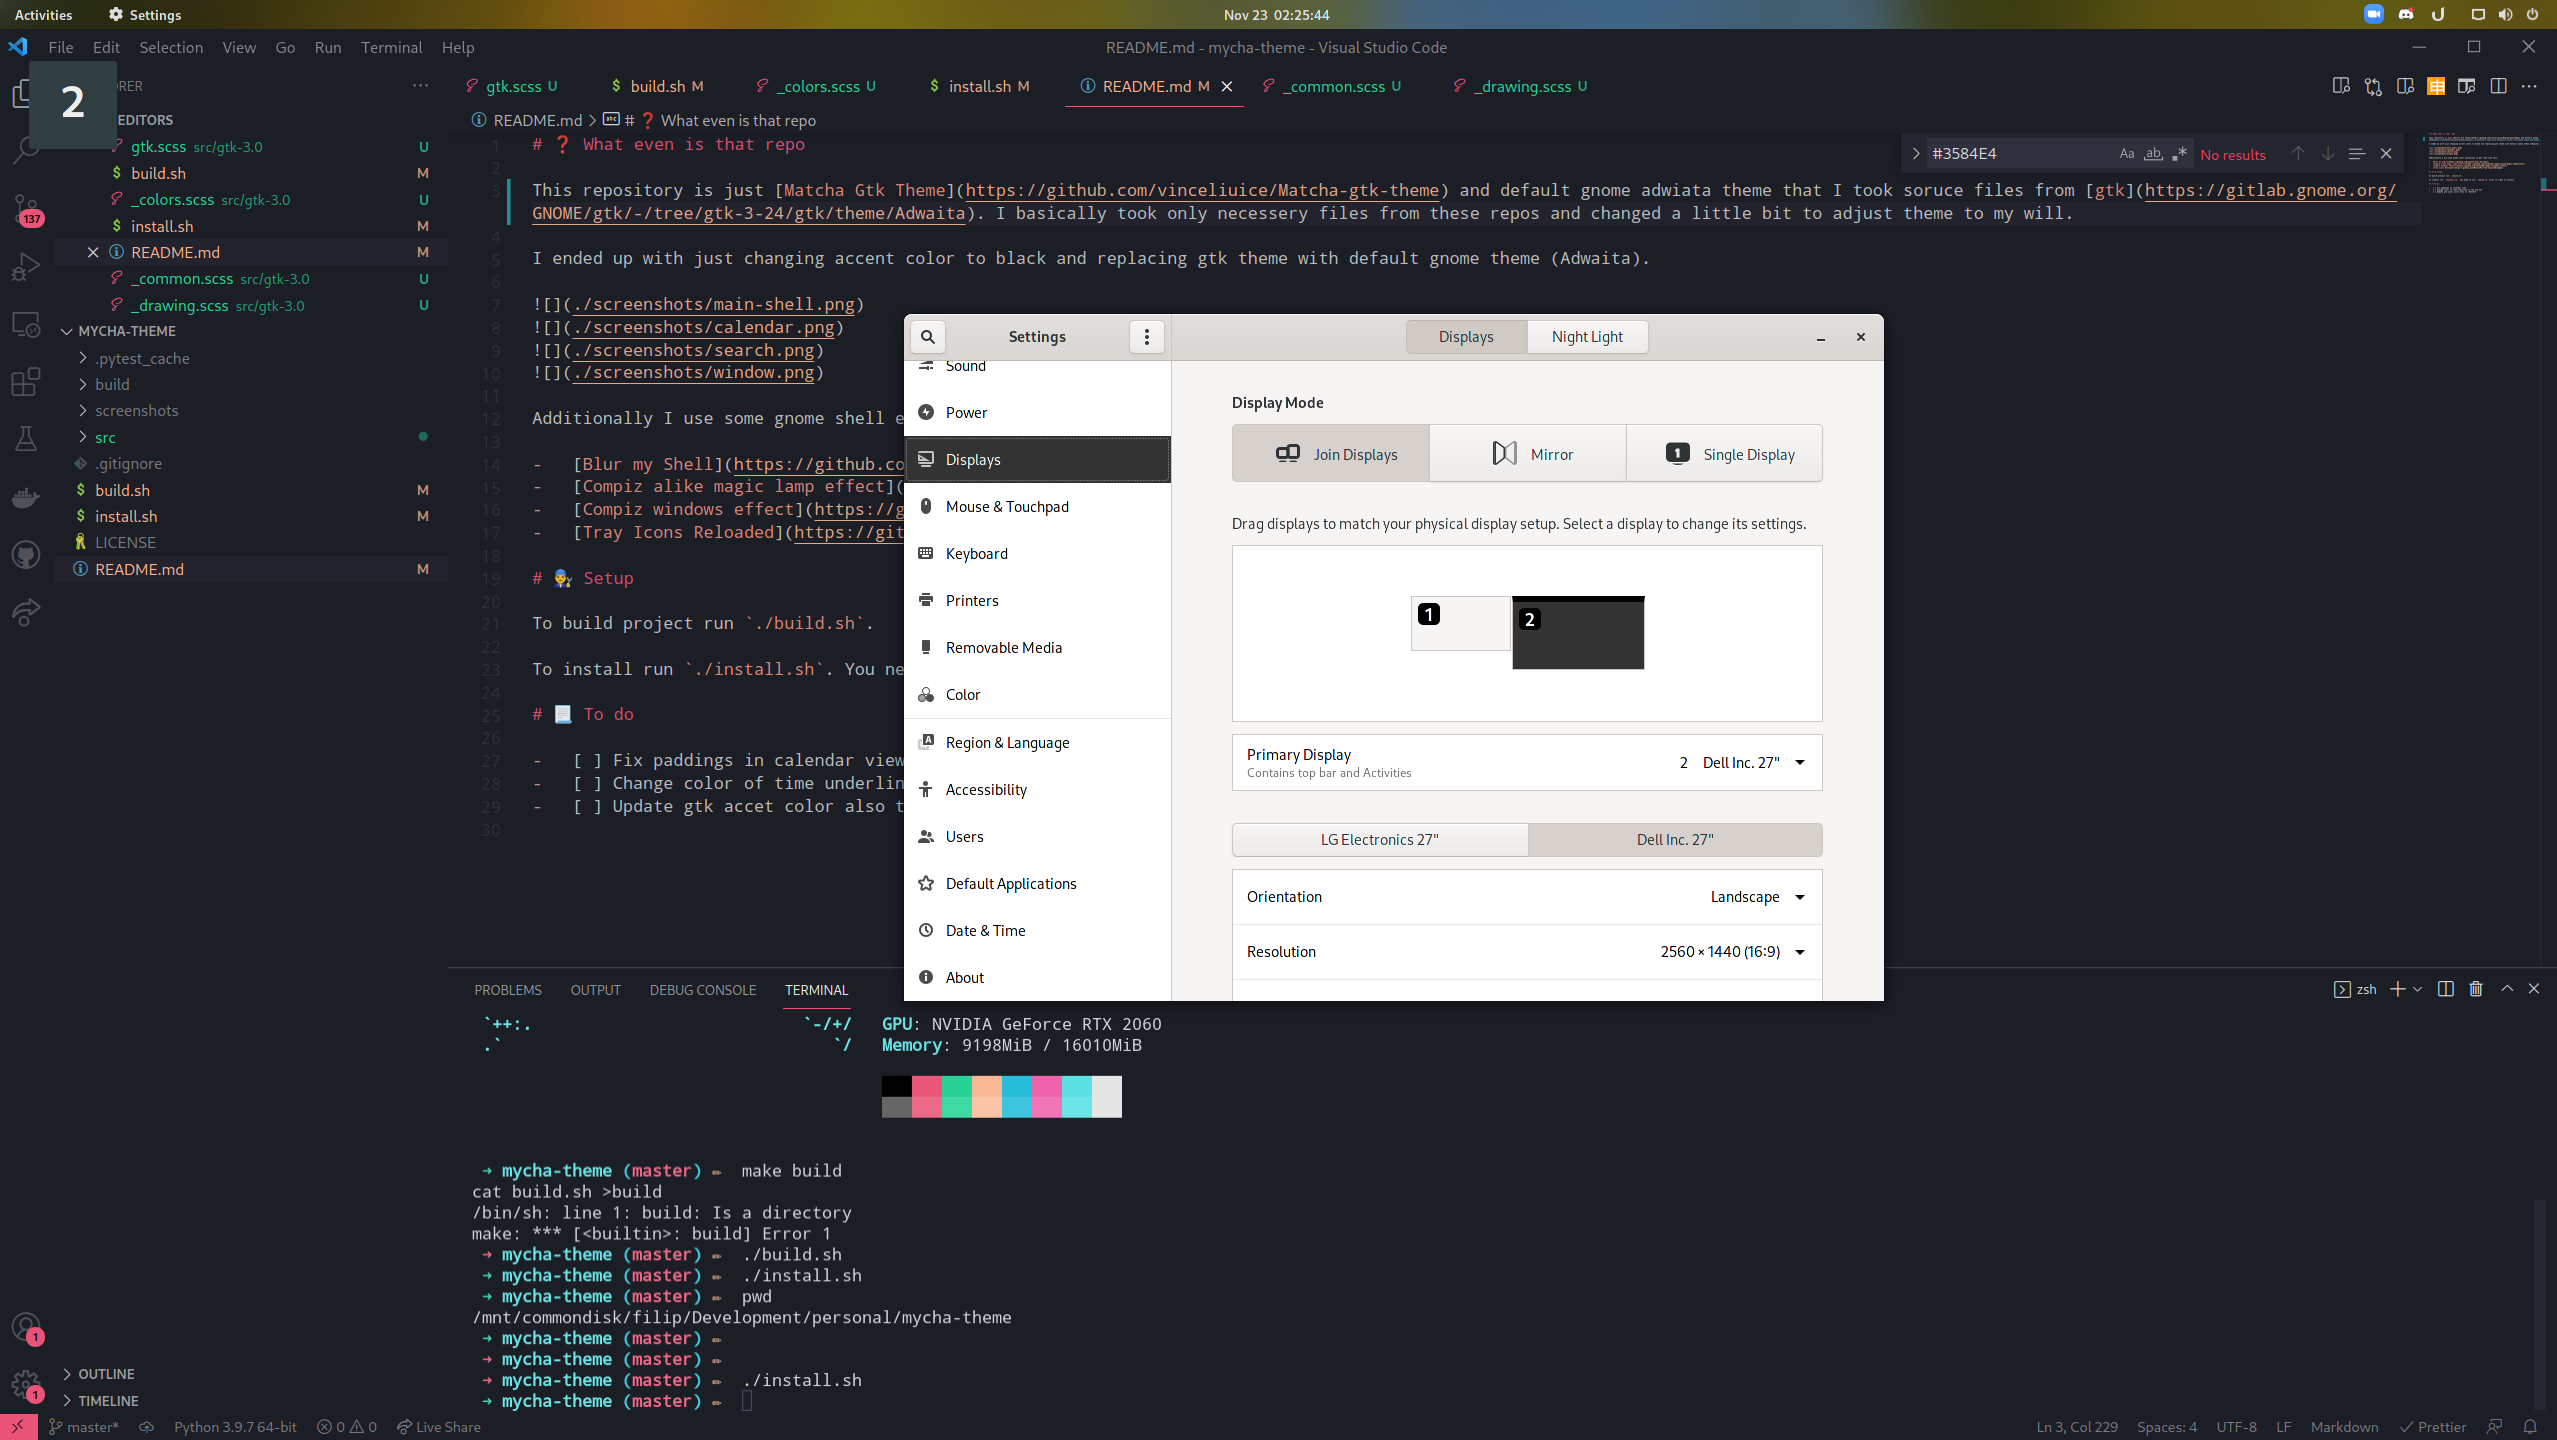 Activities Settings Nov 23 02:25:44
File Edit Selection View Go Run Terminal Help README.md - mycha-theme - Visual Studio Code
2
ORER
EDITORS
gtk.scss src/gtk-3.0 U
build.sh M
_colors.scss src/gtk-3.0 U
install.sh M
README.md M
_common.scss src/gtk-3.0 U
_drawing.scss src/gtk-3.0 U
MYCHA-THEME
.pytest_cache
build
screenshots
src
.gitignore
build.sh M
install.sh M
LICENSE
README.md M
137
1
1
OUTLINE
TIMELINE
gtk.scss U build.sh M _colors.scss U install.sh M README.md M _common.scss U _drawing.scss U
README.md > # ❓ What even is that repo
#3584E4 Aa ab .* No results
1 # ❓ What even is that repo
2
3 This repository is just [Matcha Gtk Theme](https://github.com/vinceliuice/Matcha-gtk-theme) and default gnome adwiata theme that I took soruce files from [gtk](https://gitlab.gnome.org/
GNOME/gtk/-/tree/gtk-3-24/gtk/theme/Adwaita). I basically took only necessery files from these repos and changed a little bit to adjust theme to my will.
4
5 I ended up with just changing accent color to black and replacing gtk theme with default gnome theme (Adwaita).
6
7 ![](./screenshots/main-shell.png)
8 ![](./screenshots/calendar.png)
9 ![](./screenshots/search.png)
10 ![](./screenshots/window.png)
11
12 Additionally I use some gnome shell e
13
14 - [Blur my Shell](https://github.co
15 - [Compiz alike magic lamp effect](
16 - [Compiz windows effect](https://g
17 - [Tray Icons Reloaded](https://git
18
19 # 👨‍🔧 Setup
20
21 To build project run `./build.sh`.
22
23 To install run `./install.sh`. You ne
24
25 # 📃 To do
26
27 - [ ] Fix paddings in calendar view
28 - [ ] Change color of time underlin
29 - [ ] Update gtk accet color also t
30
Settings Displays Night Light
Sound
Power
Displays
Mouse & Touchpad
Keyboard
Printers
Removable Media
Color
Region & Language
Accessibility
Users
Default Applications
Date & Time
About
Display Mode
Join Displays Mirror 1 Single Display
Drag displays to match your physical display setup. Select a display to change its settings.
1 2
Primary Display 2 Dell Inc. 27"
Contains top bar and Activities
LG Electronics 27" Dell Inc. 27"
Orientation Landscape
Resolution 2560 × 1440 (16:9)
PROBLEMS OUTPUT DEBUG CONSOLE TERMINAL zsh
`++:. `-/+/ GPU: NVIDIA GeForce RTX 2060
.` `/ Memory: 9198MiB / 16010MiB
➜ mycha-theme (master) ✏ make build
cat build.sh >build
/bin/sh: line 1: build: Is a directory
make: *** [<builtin>: build] Error 1
➜ mycha-theme (master) ✏ ./build.sh
➜ mycha-theme (master) ✏ ./install.sh
➜ mycha-theme (master) ✏ pwd
/mnt/commondisk/filip/Development/personal/mycha-theme
➜ mycha-theme (master) ✏
➜ mycha-theme (master) ✏
➜ mycha-theme (master) ✏ ./install.sh
➜ mycha-theme (master) ✏
master* Python 3.9.7 64-bit 0 0 Live Share Ln 3, Col 229 Spaces: 4 UTF-8 LF Markdown Prettier